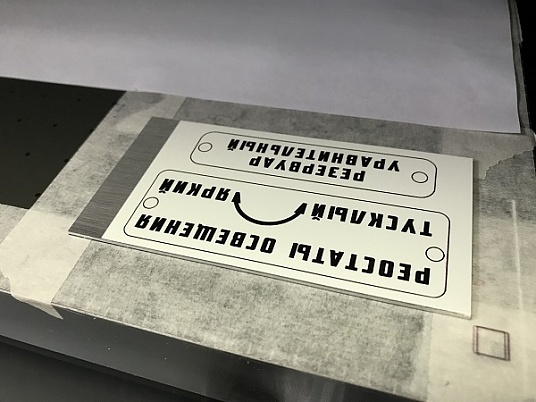 РЕОСТАТЫ ОСВЕЩЕНИЯ
ТУСКЛЫЙ ЯРКИЙ
РЕЗЕРВУАР
УРАВНИТЕЛЬНЫЙ